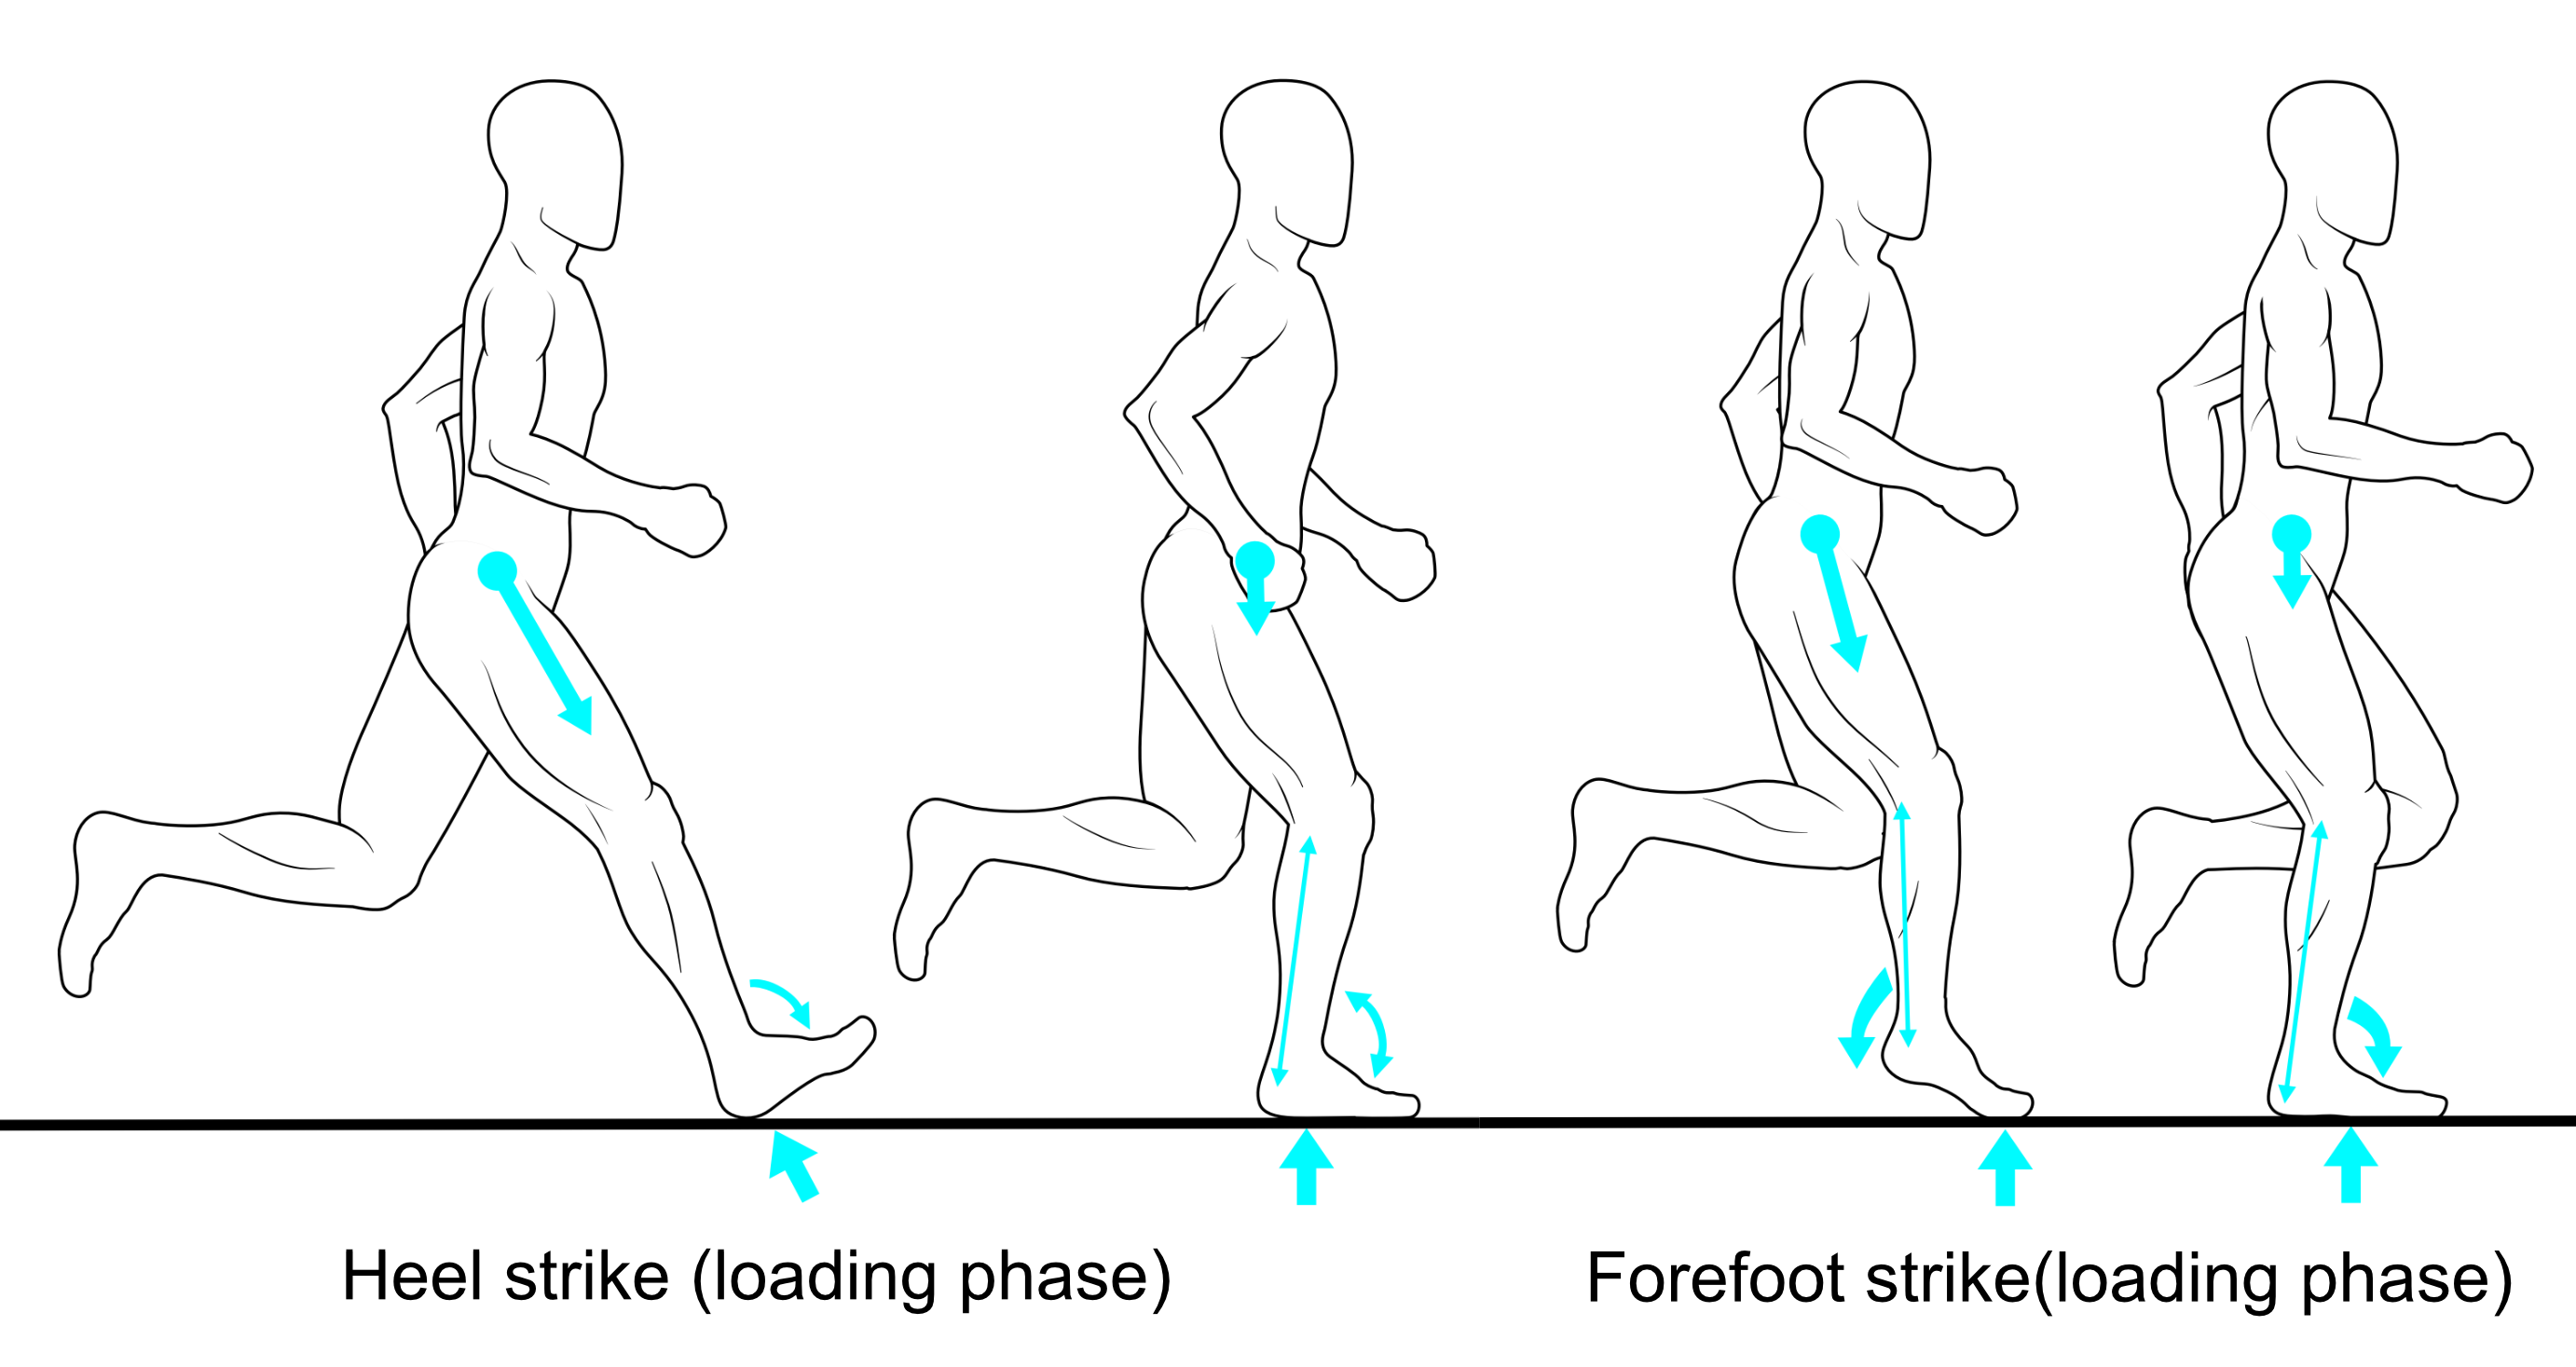 Heel strike (loading phase)
Forefoot strike(loading phase)